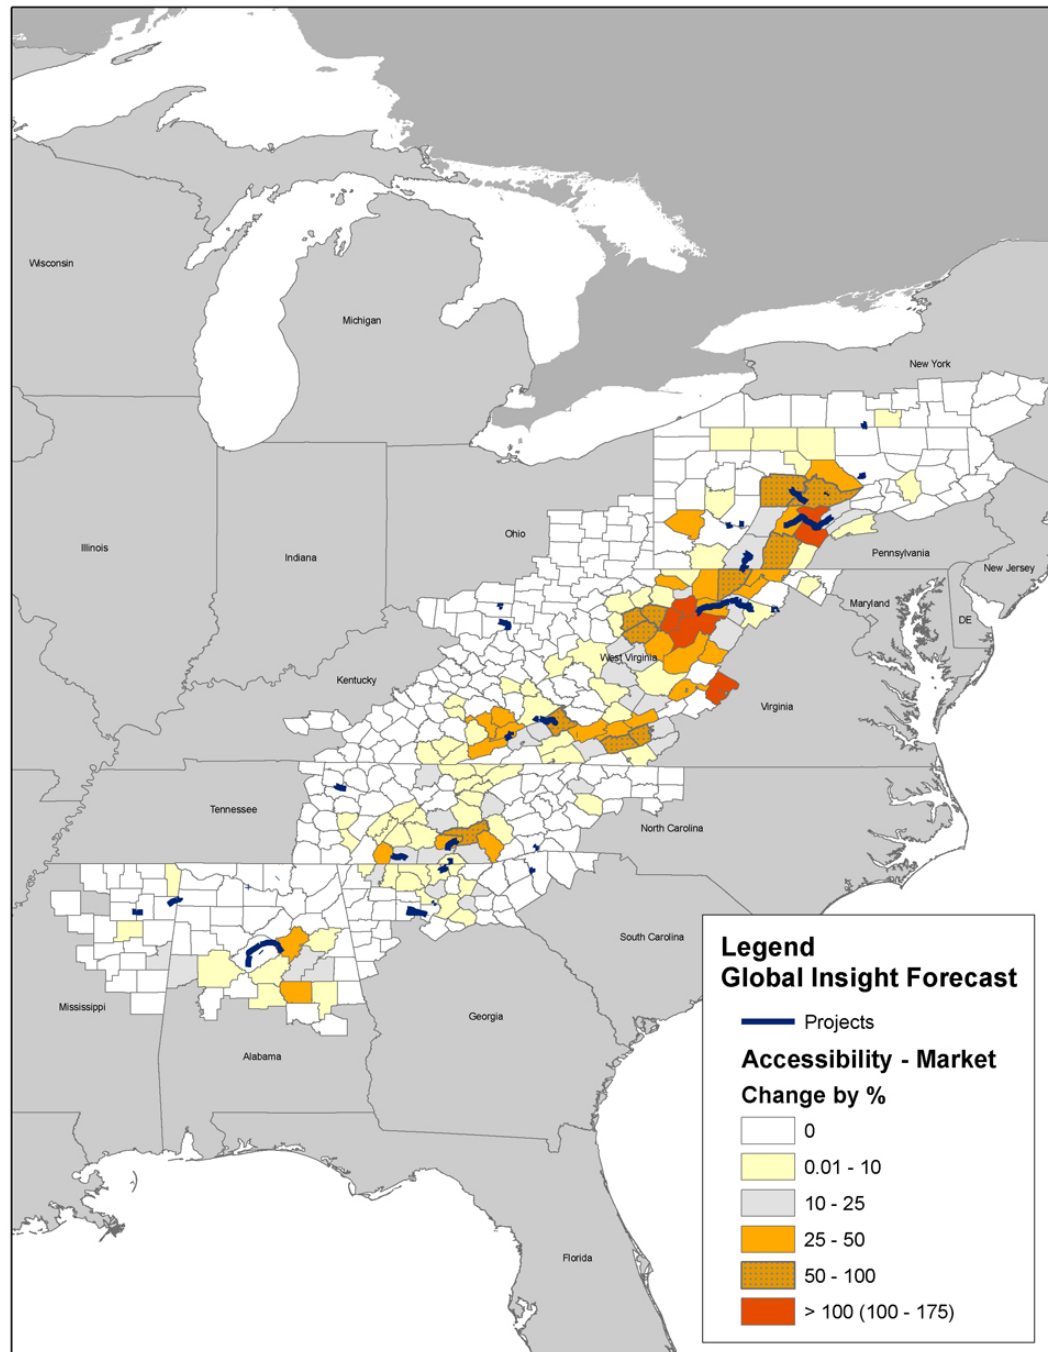 Wisconsin
Michigan
New York
Illinois
Indiana
Ohio
Pennsylvania
New Jersey
Maryland
DE
West Virginia
Kentucky
Virginia
Tennessee
North Carolina
South Carolina
Mississippi
Alabama
Georgia
Florida
Legend
Global Insight Forecast
Projects
Accessibility - Market
Change by %
0
0.01 - 10
10 - 25
25 - 50
50 - 100
> 100 (100 - 175)